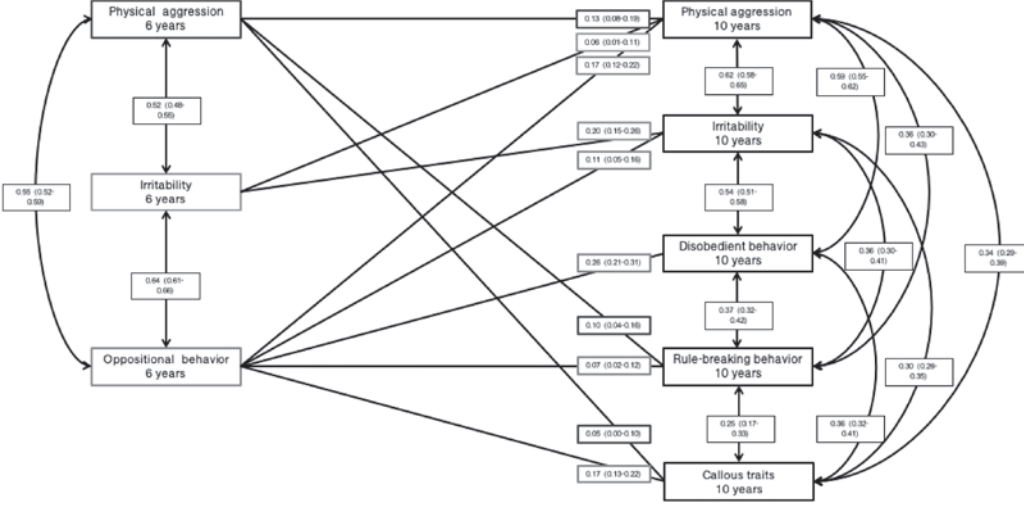 Physical aggression
6 years
Physical aggression
10 years
0.13 (0.08-0.19)
0.06 (0.01-0.11)
0.17 (0.12-0.22)
0.52 (0.48-
0.55)
0.62 (0.58-
0.65)
0.59 (0.55-
0.62)
0.20 (0.15-0.26)
0.11 (0.05-0.16)
Irritability
10 years
0.36 (0.30-
0.43)
Irritability
6 years
0.55 (0.52-
0.59)
0.54 (0.51-
0.58)
Disobedient behavior
10 years
0.26 (0.21-0.31)
0.36 (0.30-
0.41)
0.34 (0.29-
0.39)
0.64 (0.61-
0.66)
0.37 (0.32-
0.42)
0.10 (0.04-0.16)
Oppositional behavior
6 years
0.07 (0.02-0.12)
Rule-breaking behavior
10 years
0.30 (0.26-
0.35)
0.05 (0.00-0.10)
0.25 (0.17-
0.33)
0.36 (0.32-
0.41)
0.17 (0.13-0.22)
Callous traits
10 years